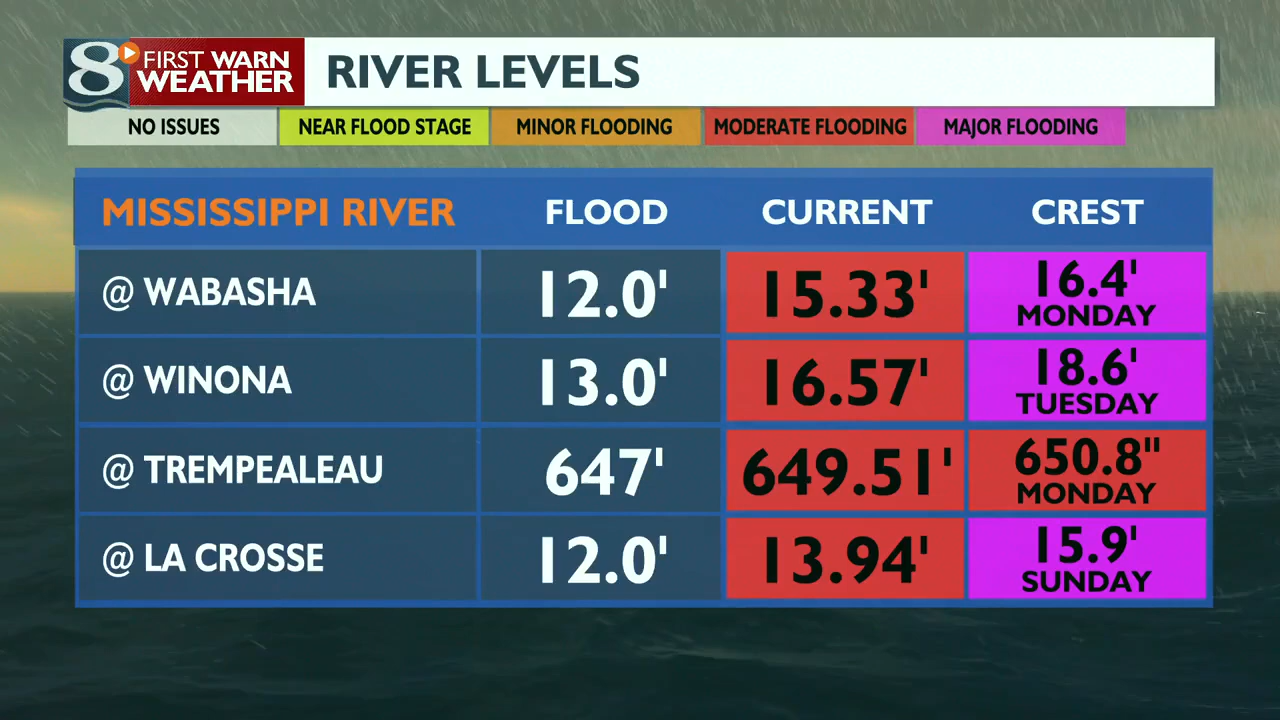 8 FIRST WARN WEATHER
RIVER LEVELS
NO ISSUES NEAR FLOOD STAGE MINOR FLOODING MODERATE FLOODING MAJOR FLOODING
MISSISSIPPI RIVER FLOOD CURRENT CREST
@ WABASHA 12.0' 15.33' 16.4' MONDAY
@ WINONA 13.0' 16.57' 18.6' TUESDAY
@ TREMPEALEAU 647' 649.51' 650.8" MONDAY
@ LA CROSSE 12.0' 13.94' 15.9' SUNDAY